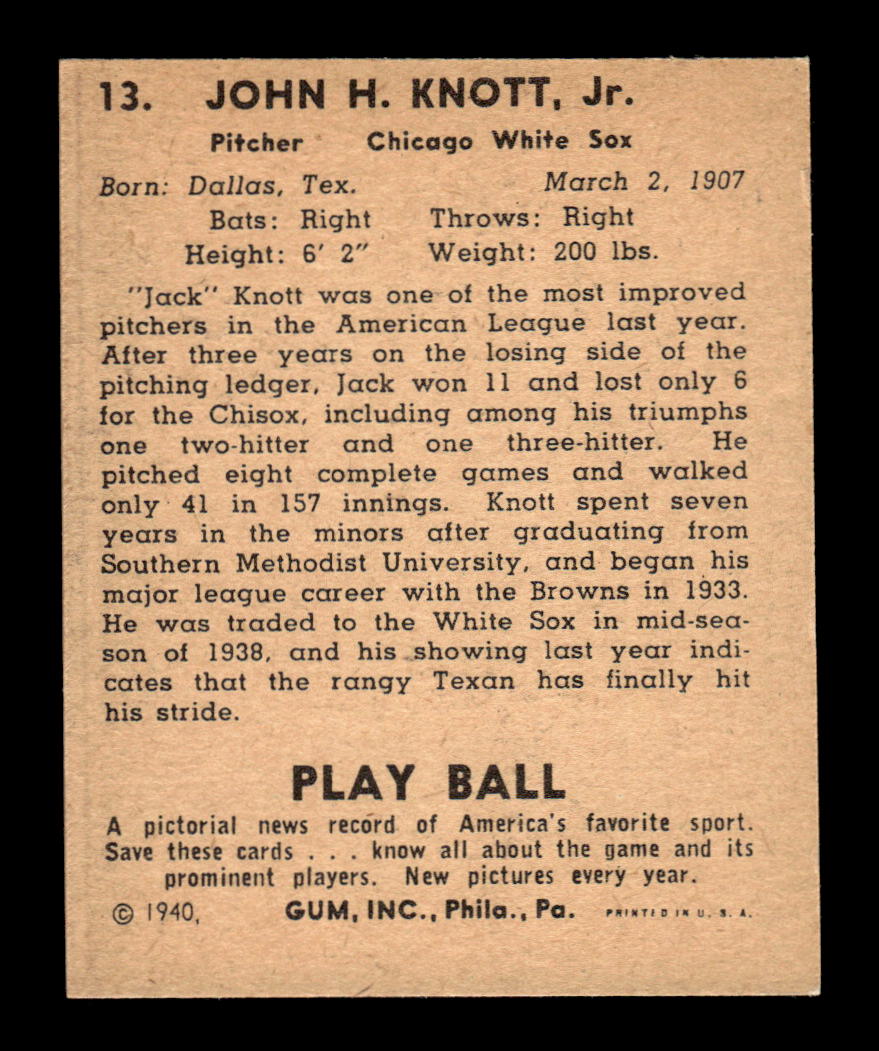 13. JOHN H. KNOTT, Jr.
Pitcher Chicago White Sox
Born: Dallas, Tex. March 2, 1907
Bats: Right Throws: Right
Height: 6' 2" Weight: 200 lbs.
"Jack" Knott was one of the most improved
pitchers in the American League last year.
After three years on the losing side of the
pitching ledger, Jack won 11 and lost only 6
for the Chisox, including among his triumphs
one two-hitter and one three-hitter. He
pitched eight complete games and walked
only 41 in 157 innings. Knott spent seven
years in the minors after graduating from
Southern Methodist University, and began his
major league career with the Browns in 1933.
He was traded to the White Sox in mid-sea-
son of 1938, and his showing last year indi-
cates that the rangy Texan has finally hit
his stride.
PLAY BALL
A pictorial news record of America's favorite sport.
Save these cards . . . know all about the game and its
prominent players. New pictures every year.
© 1940, GUM, INC., Phila., Pa. PRINTED IN U. S. A.